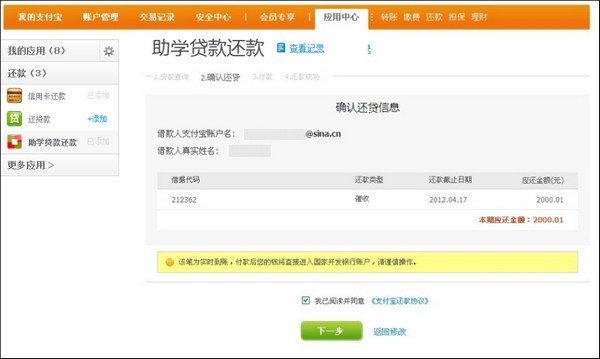 我的支付宝 账户管理 交易记录 安全中心 会员专享 应用中心 转账 缴费 还款 担保 理财
我的应用（8）
助学贷款还款 查看记录
还款（3）
1.贷款查询 2.确认还贷 3.付款 4.还款成功
信用卡还款 已添加
贷 还贷款 +添加
助学贷款还款 已添加
更多应用 >
确认还贷信息
借款人支付宝账户名： @sina.cn
借款人真实姓名：
借据代码 还款类型 还款截止日期 应还金额(元)
212362 催收 2012.04.17 2000.01
本期应还金额：2000.01
该笔为实时到账，付款后您的钱将直接进入国家开发银行账户，请谨慎操作。
我已阅读并同意 《支付宝还款协议》
下一步 返回修改